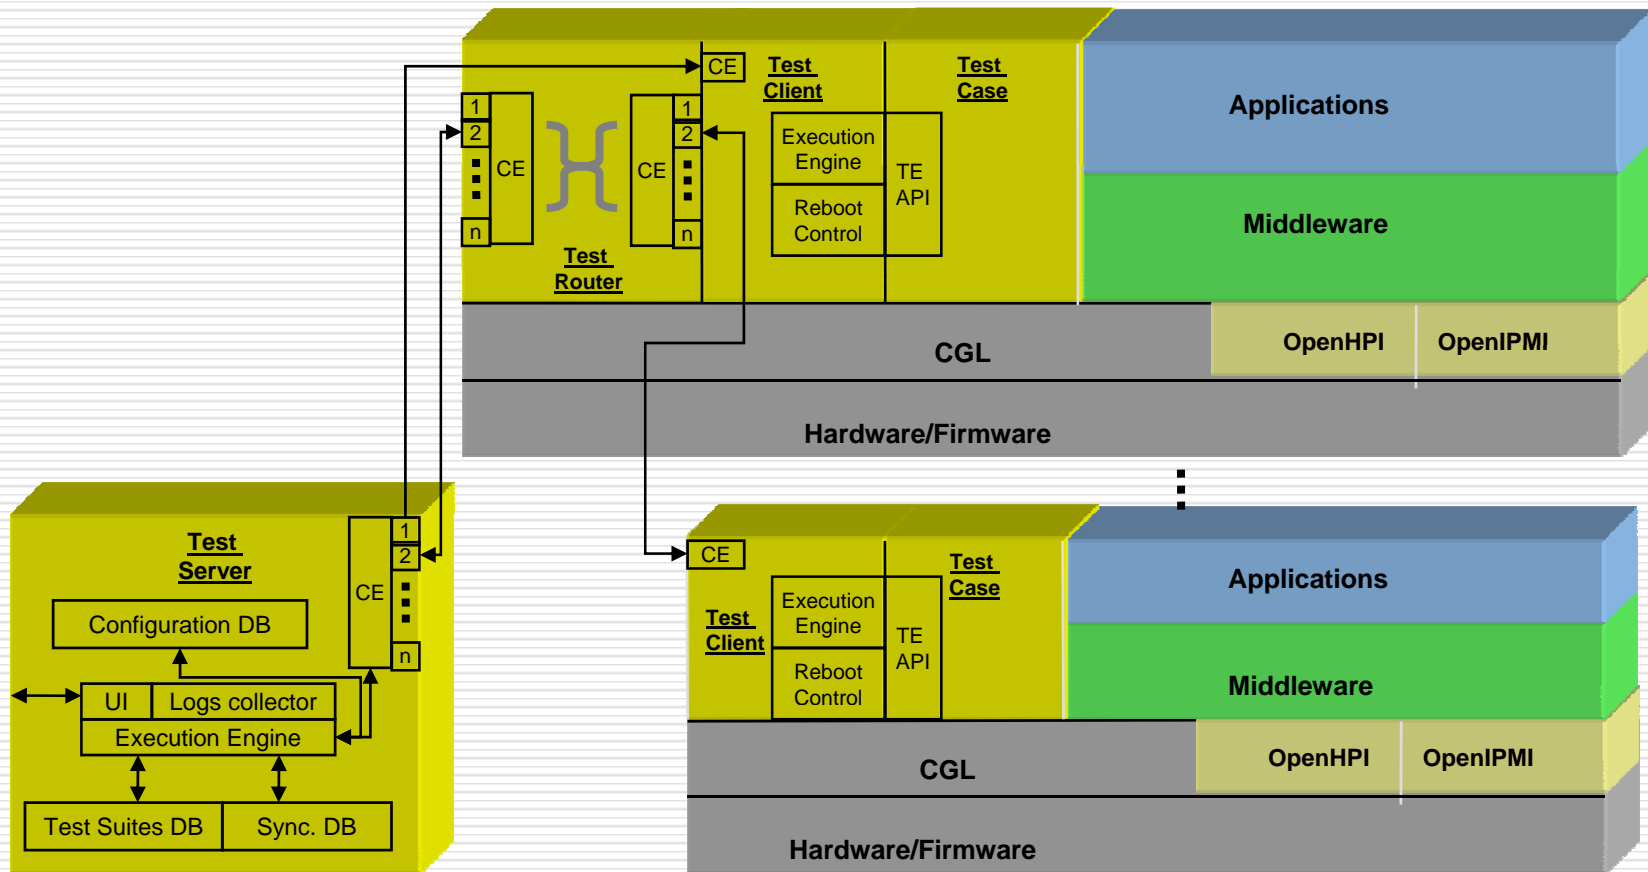 CE
Test
Client
Test
Case
Applications
1
2
n
CE
CE
1
2
n
Execution
Engine
Reboot
Control
TE
API
Test
Router
Middleware
CGL
OpenHPI
OpenIPMI
Hardware/Firmware
Test
Server
CE
1
2
n
Configuration DB
UI
Logs collector
Execution Engine
Test Suites DB
Sync. DB
CE
Test
Client
Execution
Engine
Reboot
Control
TE
API
Test
Case
Applications
Middleware
CGL
OpenHPI
OpenIPMI
Hardware/Firmware